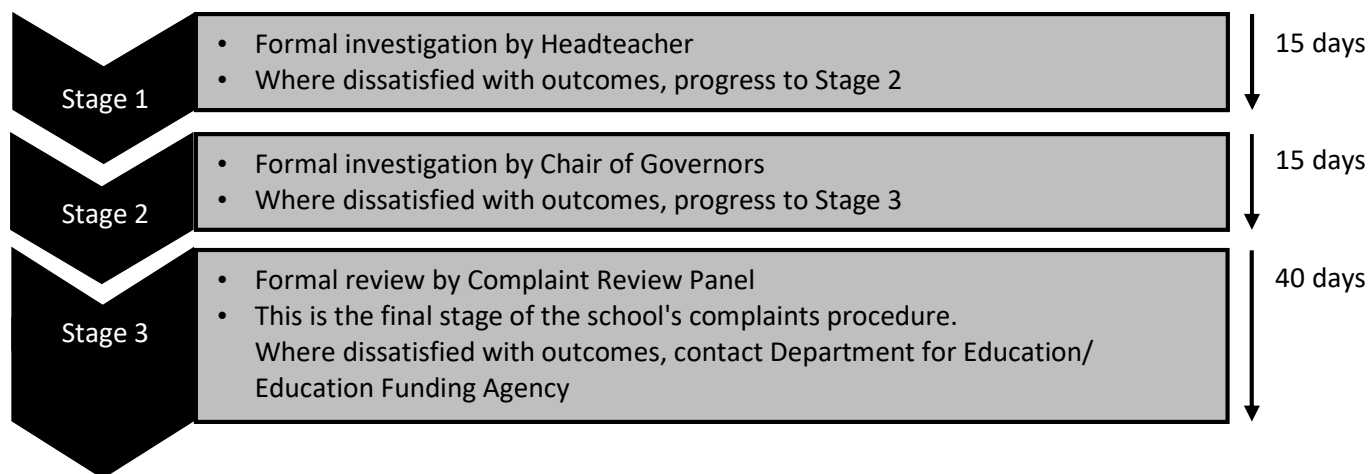 Stage 1
• Formal investigation by Headteacher
• Where dissatisfied with outcomes, progress to Stage 2
15 days
Stage 2
• Formal investigation by Chair of Governors
• Where dissatisfied with outcomes, progress to Stage 3
15 days
Stage 3
• Formal review by Complaint Review Panel
• This is the final stage of the school's complaints procedure.
Where dissatisfied with outcomes, contact Department for Education/
Education Funding Agency
40 days